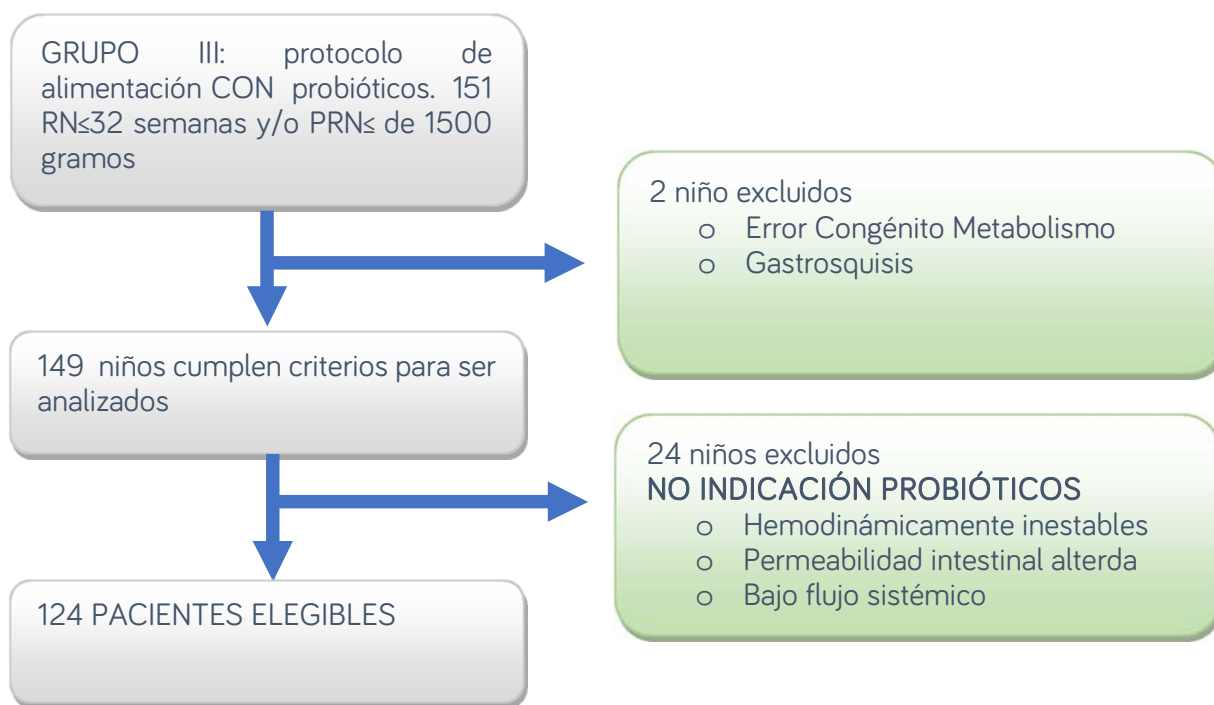 GRUPO III: protocolo de
alimentación CON probióticos. 151
RN≤32 semanas y/o PRN≤ de 1500
gramos
2 niño excluidos
o Error Congénito Metabolismo
o Gastrosquisis
149 niños cumplen criterios para ser
analizados
24 niños excluidos
NO INDICACIÓN PROBIÓTICOS
o Hemodinámicamente inestables
o Permeabilidad intestinal alterda
o Bajo flujo sistémico
124 PACIENTES ELEGIBLES